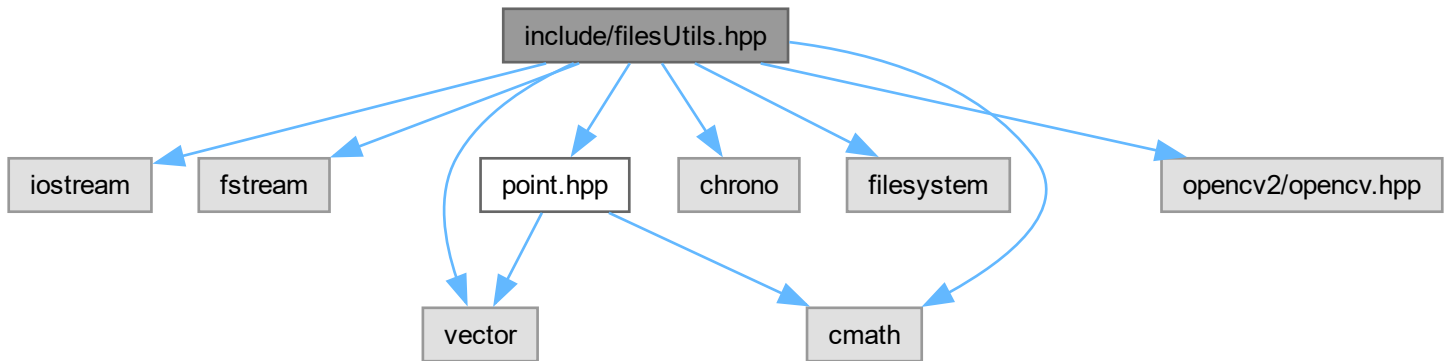 include/filesUtils.hpp
iostream
fstream
point.hpp
chrono
filesystem
opencv2/opencv.hpp
vector
cmath